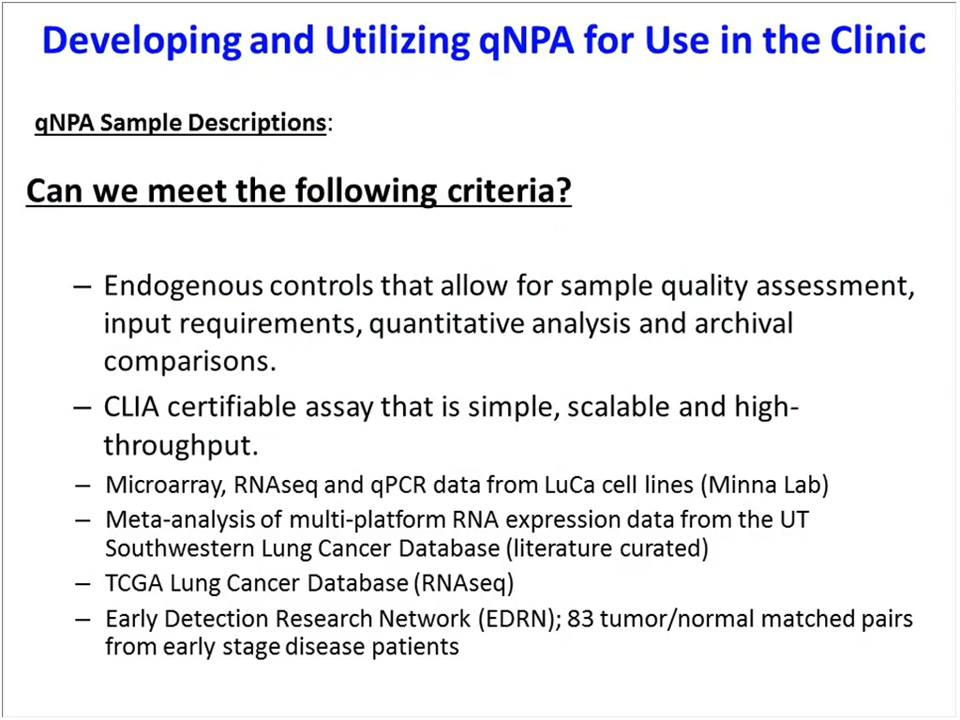 Developing and Utilizing qNPA for Use in the Clinic
qNPA Sample Descriptions:
Can we meet the following criteria?
– Endogenous controls that allow for sample quality assessment,
input requirements, quantitative analysis and archival
comparisons.
– CLIA certifiable assay that is simple, scalable and high-
throughput.
– Microarray, RNAseq and qPCR data from LuCa cell lines (Minna Lab)
– Meta-analysis of multi-platform RNA expression data from the UT
Southwestern Lung Cancer Database (literature curated)
– TCGA Lung Cancer Database (RNAseq)
– Early Detection Research Network (EDRN); 83 tumor/normal matched pairs
from early stage disease patients